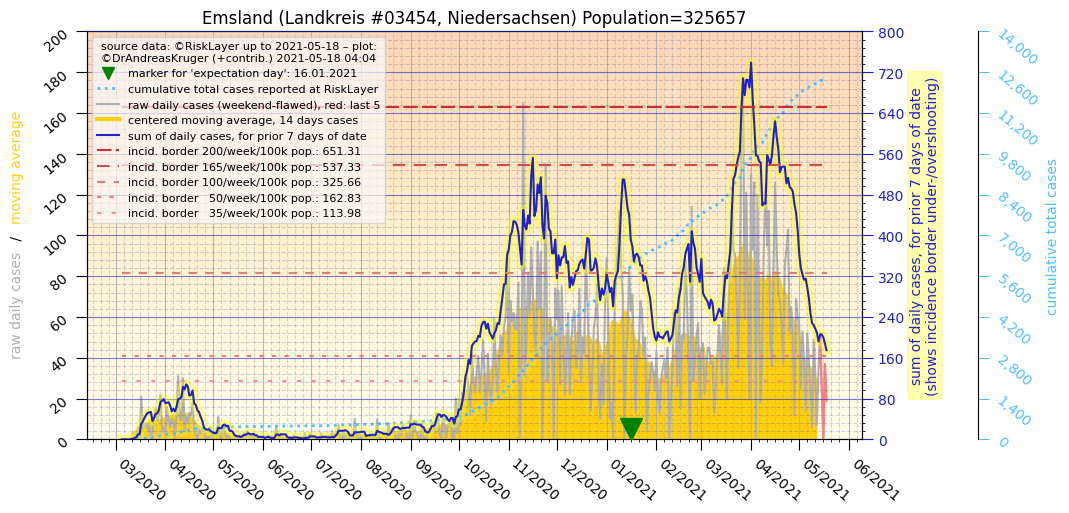 Emsland (Landkreis #03454, Niedersachsen) Population=325657
source data: ©RiskLayer up to 2021-05-18 – plot:
©DrAndreasKruger (+contrib.) 2021-05-18 04:04
marker for 'expectation day': 16.01.2021
cumulative total cases reported at RiskLayer
raw daily cases (weekend-flawed), red: last 5
centered moving average, 14 days cases
sum of daily cases, for prior 7 days of date
incid. border 200/week/100k pop.: 651.31
incid. border 165/week/100k pop.: 537.33
incid. border 100/week/100k pop.: 325.66
incid. border 50/week/100k pop.: 162.83
incid. border 35/week/100k pop.: 113.98
raw daily cases / moving average
200
180
160
140
120
100
80
60
40
20
0
03/2020
04/2020
05/2020
06/2020
07/2020
08/2020
09/2020
10/2020
11/2020
12/2020
01/2021
02/2021
03/2021
04/2021
05/2021
06/2021
800
720
640
560
480
400
320
240
160
80
0
sum of daily cases, for prior 7 days of date
(shows incidence border under-/overshooting)
14,000
12,600
11,200
9,800
8,400
7,000
5,600
4,200
2,800
1,400
0
cumulative total cases